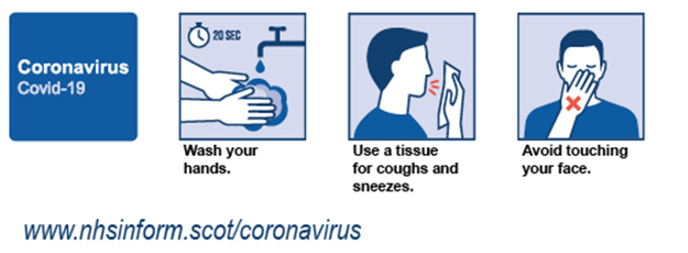 Coronavirus
Covid-19
20 SEC
Wash your
hands.
Use a tissue
for coughs and
sneezes.
Avoid touching
your face.
www.nhsinform.scot/coronavirus